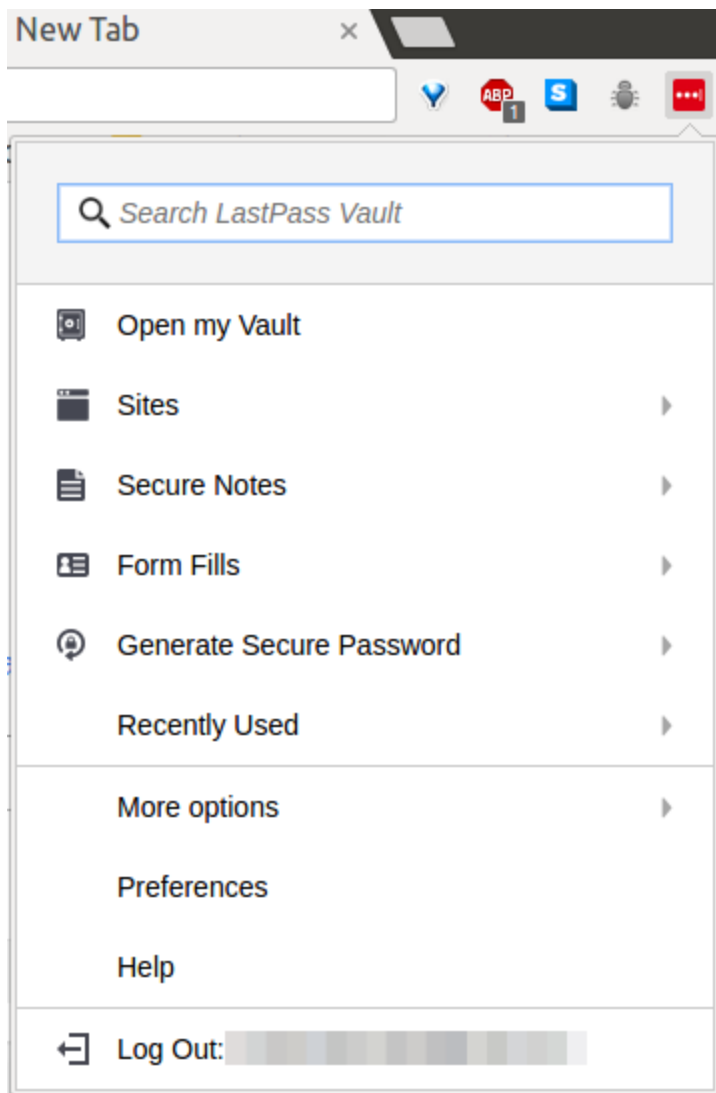 New Tab
ABP
1
S
Search LastPass Vault
Open my Vault
Sites
Secure Notes
Form Fills
Generate Secure Password
Recently Used
More options
Preferences
Help
Log Out: